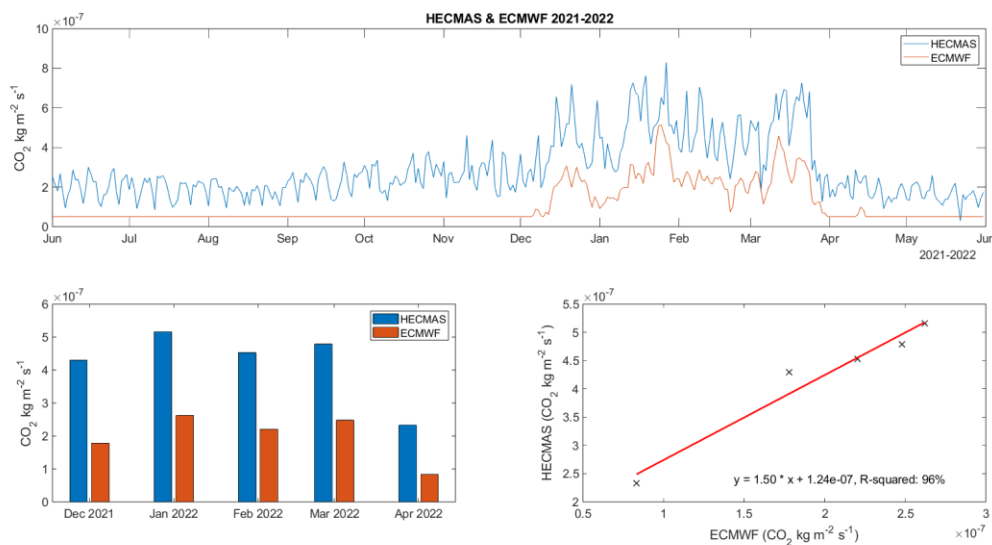 HECMAS & ECMWF 2021-2022
×10⁻⁷
10
8
6
4
2
0
CO₂ kg m⁻² s⁻¹
HECMAS
ECMWF
Jun Jul Aug Sep Oct Nov Dec Jan Feb Mar Apr May Jun
2021-2022
×10⁻⁷
6
5
4
3
2
1
0
CO₂ kg m⁻² s⁻¹
HECMAS
ECMWF
Dec 2021 Jan 2022 Feb 2022 Mar 2022 Apr 2022
×10⁻⁷
5.5
5
4.5
4
3.5
3
2.5
2
HECMAS (CO₂ kg m⁻² s⁻¹)
y = 1.50 * x + 1.24e-07, R-squared: 96%
0.5 1 1.5 2 2.5 3
ECMWF (CO₂ kg m⁻² s⁻¹)
×10⁻⁷